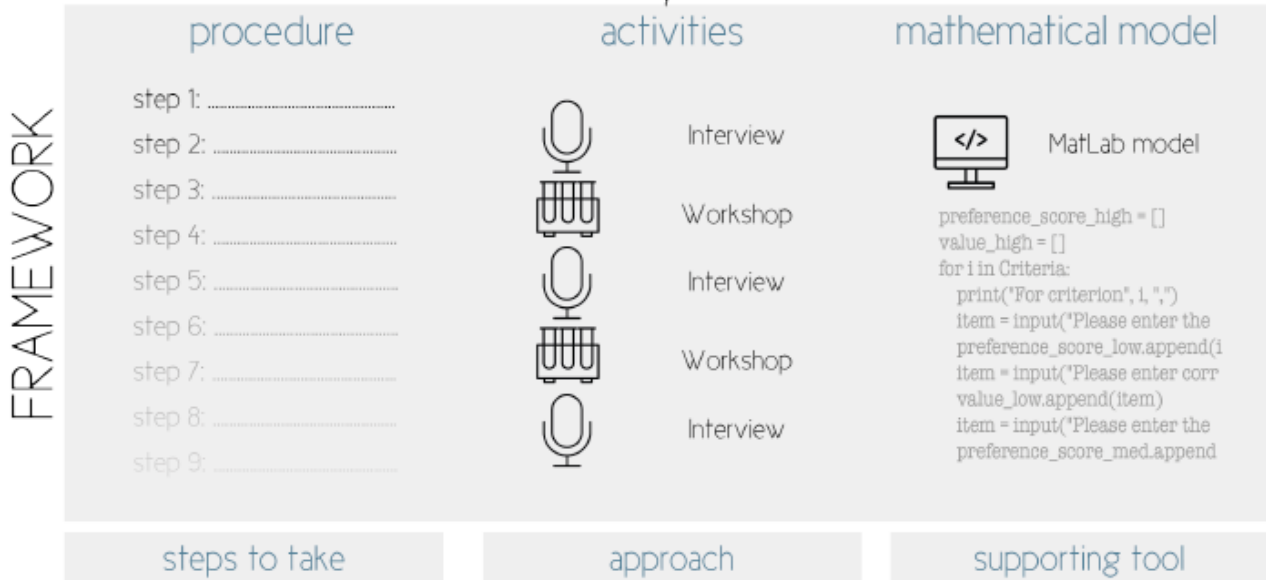 FRAMEWORK
procedure
step 1:
step 2:
step 3:
step 4:
step 5:
step 6:
step 7:
step 8:
step 9:
activities
Interview
Workshop
Interview
Workshop
Interview
mathematical model
</>
MatLab model
preference_score_high = []
value_high = []
for i in Criteria:
print("For criterion", i, ",")
item = input("Please enter the
preference_score_low.append(i
item = input("Please enter corr
value_low.append(item)
item = input("Please enter the
preference_score_med.append
steps to take
approach
supporting tool